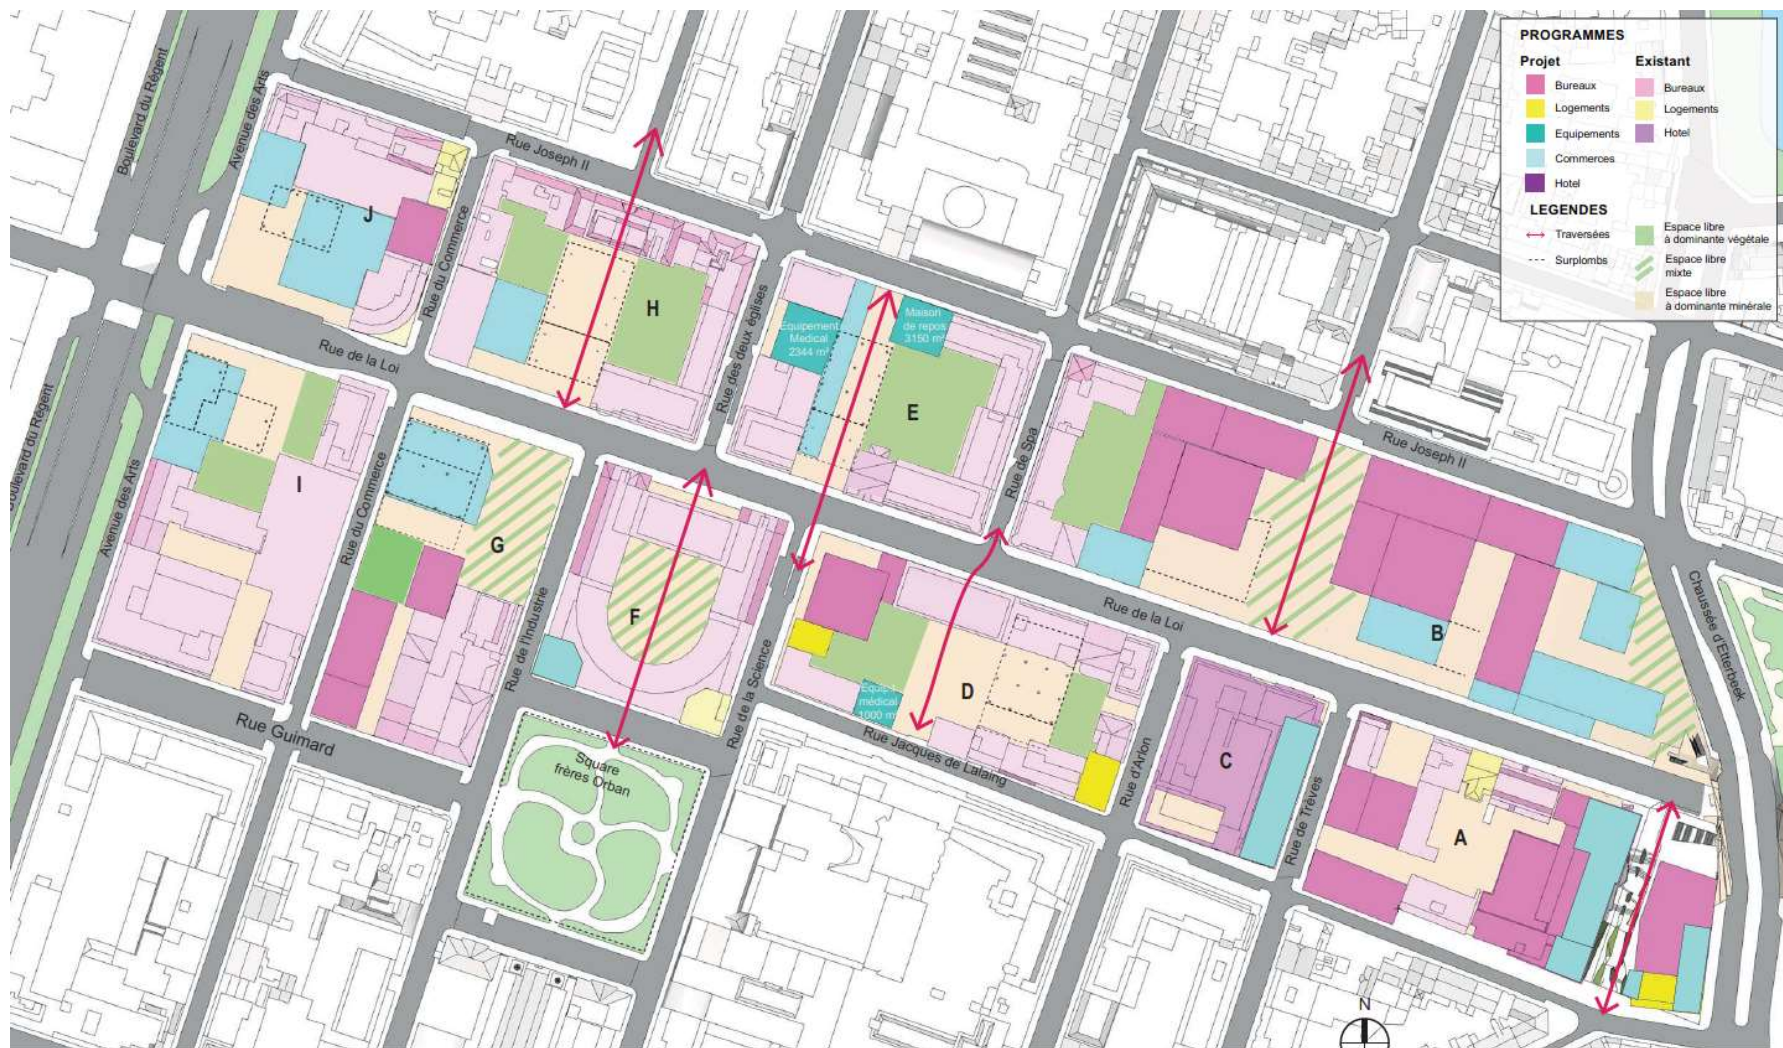 PROGRAMMES
Projet
Existant
Bureaux
Bureaux
Logements
Logements
Equipements
Hotel
Commerces
Hotel
LEGENDES
Traversées
Espace libre
à dominante végétale
Surplombs
Espace libre
mixte
Espace libre
à dominante minérale
Boulevard du Régent
Avenue des Arts
Rue Joseph II
J
Rue du Commerce
H
Rue des deux églises
Equipement
Medical
2344 m²
Maison
de repos
3150 m²
E
Rue de la Loi
Rue de Spa
Rue Joseph II
Boulevard du Régent
Avenue des Arts
I
Rue du Commerce
G
Rue de l'Industrie
F
Rue de la Science
D
Equip.t
médical
1000 m²
Rue de la Loi
B
Chaussée d'Etterbeek
Rue Guimard
Square
frères Orban
Rue Jacques de Lalaing
Rue d'Arlon
C
Rue de Trèves
A
N